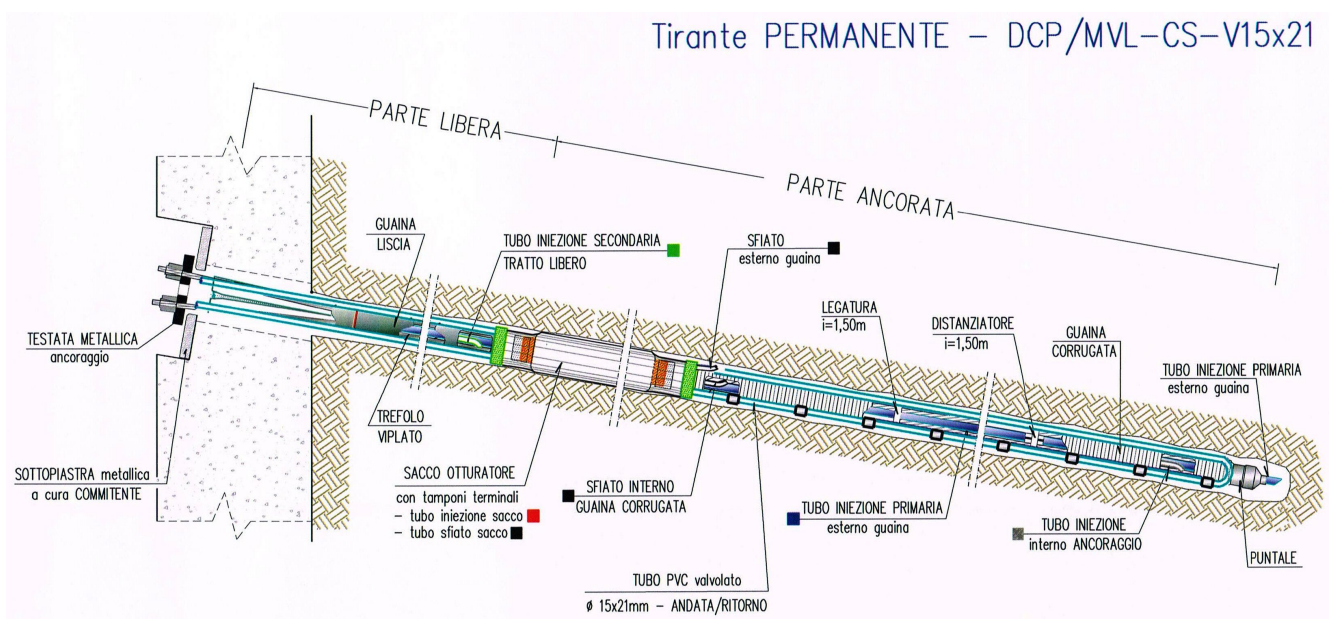 Tirante PERMANENTE - DCP/MVL-CS-V15x21
PARTE LIBERA
PARTE ANCORATA
GUAINA
LISCIA
TUBO INIEZIONE SECONDARIA
TRATTO LIBERO
SFIATO
esterno guaina
LEGATURA
i=1,50m
DISTANZIATORE
i=1,50m
GUAINA
CORRUGATA
TUBO INIEZIONE PRIMARIA
esterno guaina
TESTATA METALLICA
ancoraggio
TREFOLO
VIPLATO
SOTTOPIASTRA metallica
a cura COMMITENTE
SACCO OTTURATORE
con tamponi terminali
- tubo iniezione sacco
- tubo sfiato sacco
SFIATO INTERNO
GUAINA CORRUGATA
TUBO INIEZIONE PRIMARIA
esterno guaina
TUBO INIEZIONE
interno ANCORAGGIO
PUNTALE
TUBO PVC valvolato
ø 15x21mm - ANDATA/RITORNO